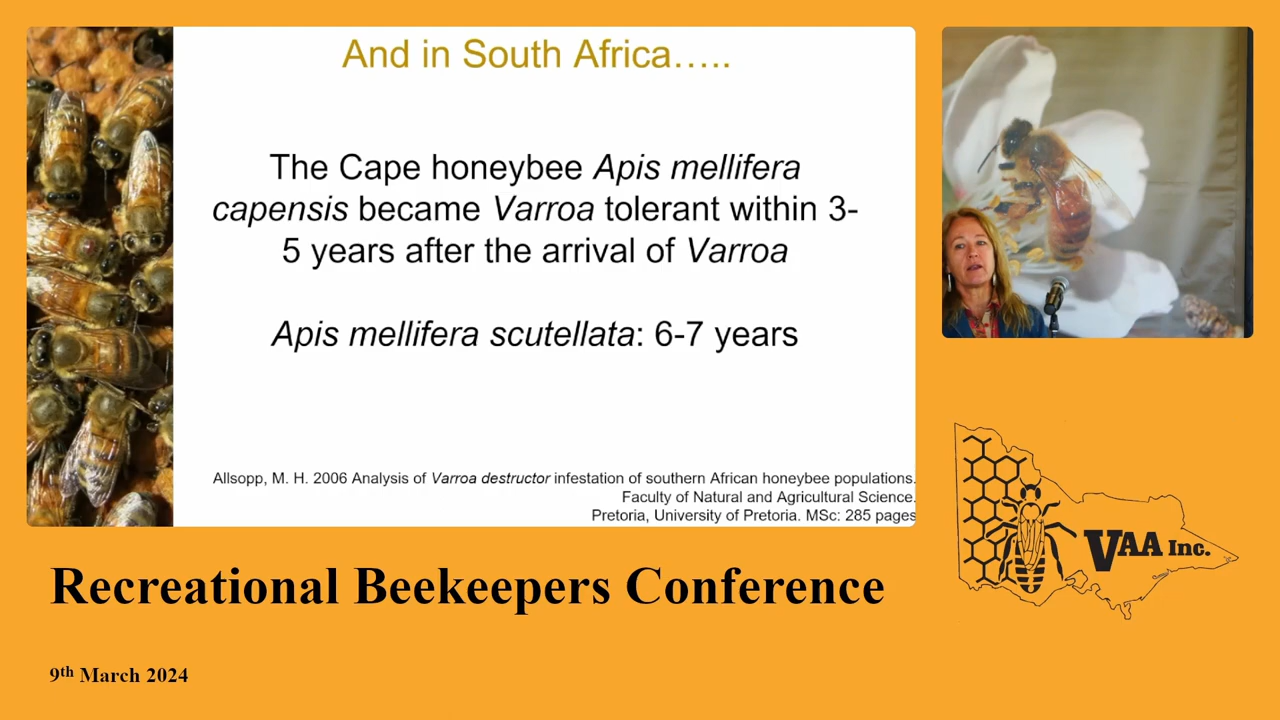 And in South Africa…..
The Cape honeybee Apis mellifera
capensis became Varroa tolerant within 3-
5 years after the arrival of Varroa
Apis mellifera scutellata: 6-7 years
Allsopp, M. H. 2006 Analysis of Varroa destructor infestation of southern African honeybee populations.
Faculty of Natural and Agricultural Science.
Pretoria, University of Pretoria. MSc: 285 pages
Recreational Beekeepers Conference
9th March 2024
VAA Inc.